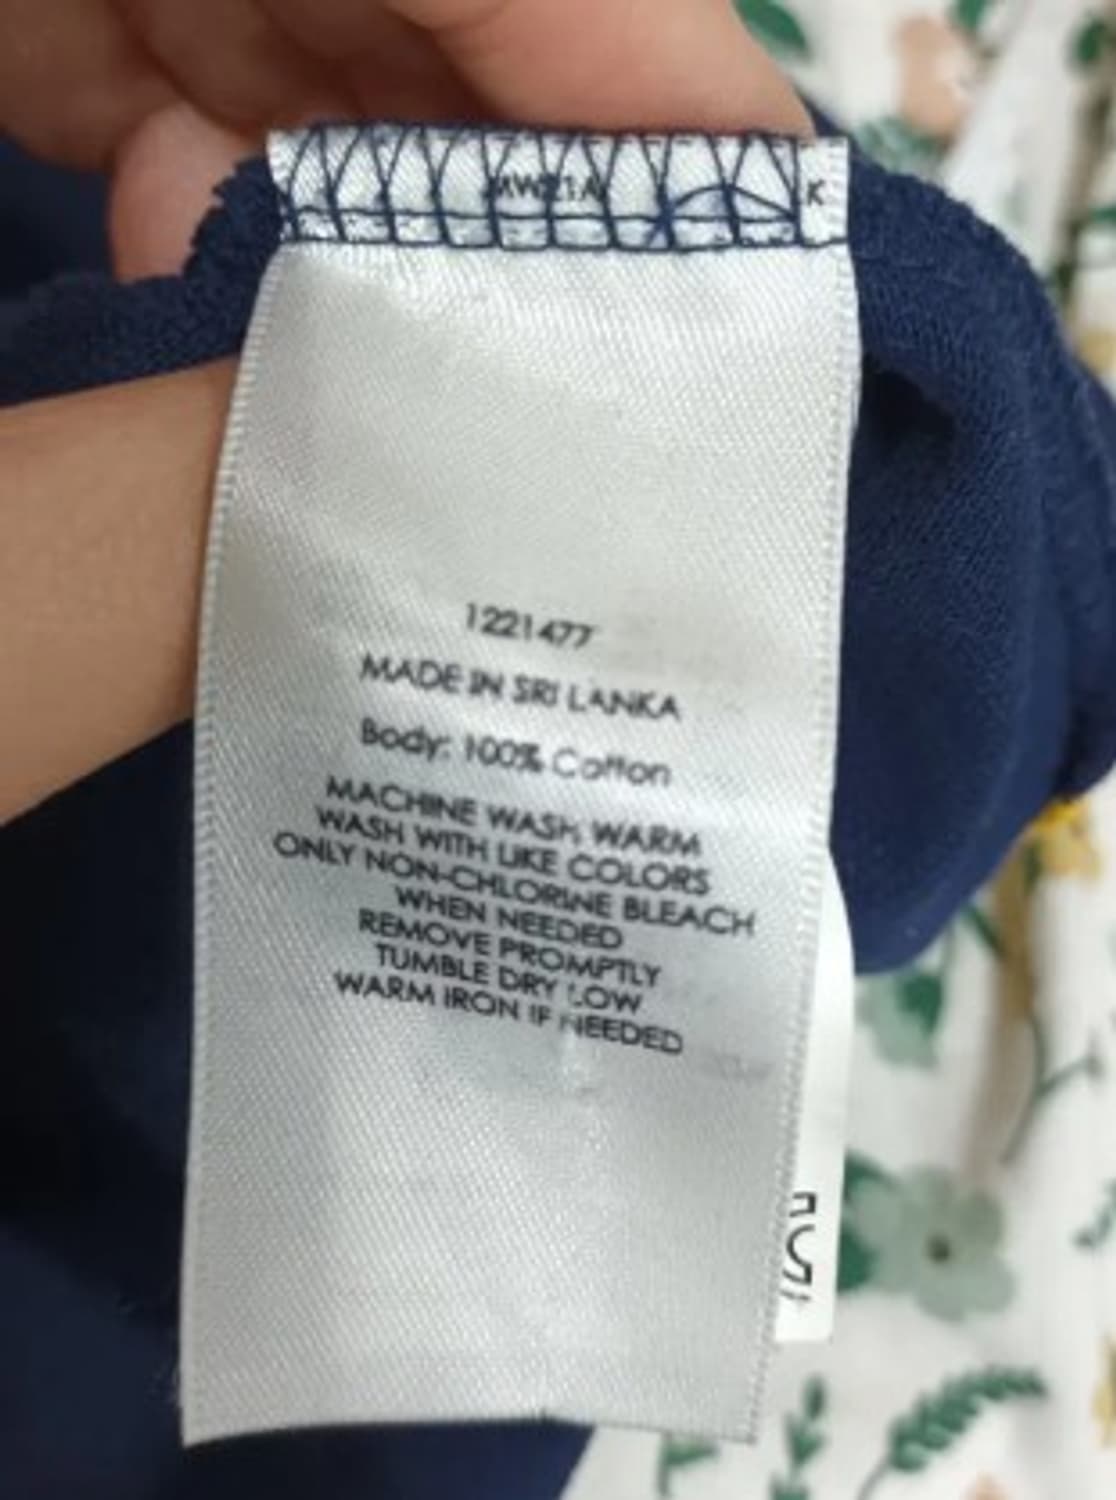 K
1221477
MADE IN SRI LANKA
Body: 100% Cotton
MACHINE WASH WARM
WASH WITH LIKE COLORS
ONLY NON-CHLORINE BLEACH
WHEN NEEDED
REMOVE PROMPTLY
TUMBLE DRY LOW
WARM IRON IF NEEDED